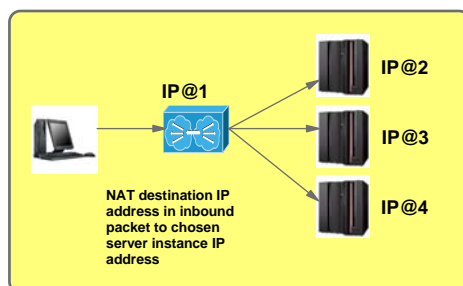 IP@1
IP@2
IP@3
IP@4
NAT destination IP
address in inbound
packet to chosen
server instance IP
address